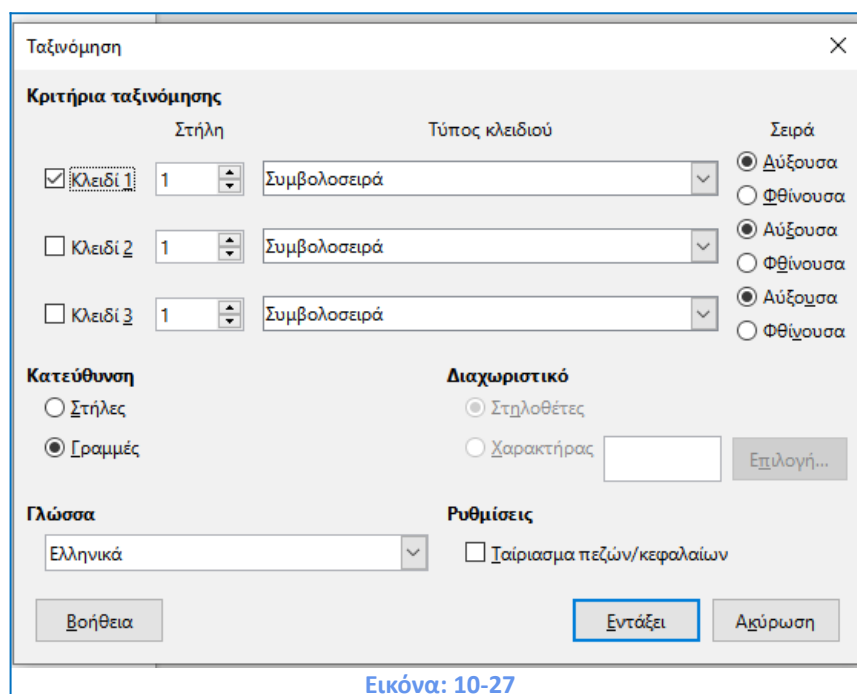 Ταξινόμηση
Κριτήρια ταξινόμησης
Στήλη Τύπος κλειδιού Σειρά
Κλειδί 1 1 Συμβολοσειρά Αύξουσα
Φθίνουσα
Κλειδί 2 1 Συμβολοσειρά Αύξουσα
Φθίνουσα
Κλειδί 3 1 Συμβολοσειρά Αύξουσα
Φθίνουσα
Κατεύθυνση Διαχωριστικό
Στήλες Στηλοθέτες
Γραμμές Χαρακτήρας Επιλογή...
Γλώσσα Ρυθμίσεις
Ελληνικά Ταίριασμα πεζών/κεφαλαίων
Βοήθεια Εντάξει Ακύρωση
Εικόνα: 10-27